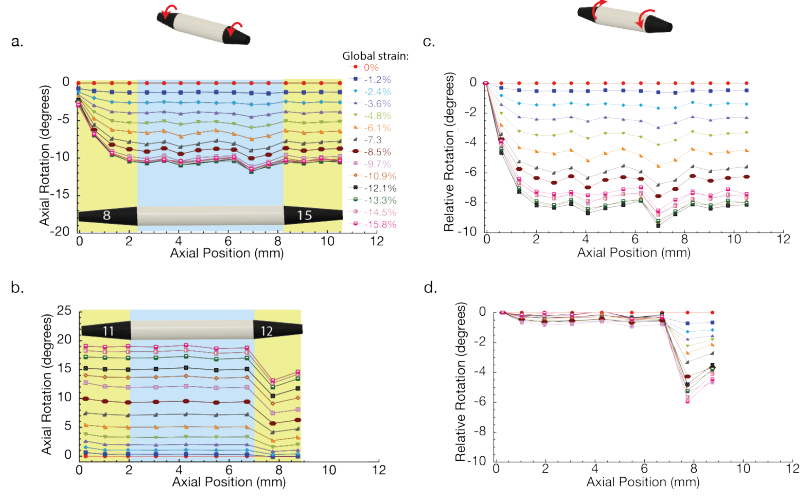 a.
Global strain:
0%
-1.2%
-2.4%
-3.6%
-4.8%
-6.1%
-7.3
-8.5%
-9.7%
-10.9%
-12.1%
-13.3%
-14.5%
-15.8%
Axial Rotation (degrees)
0
-5
-10
-15
-20
8
15
0 2 4 6 8 10 12
Axial Position (mm)
c.
Relative Rotation (degrees)
0
-2
-4
-6
-8
-10
0 2 4 6 8 10 12
Axial Position (mm)
b.
Axial Rotation (degrees)
25
20
15
10
5
0
11
12
0 2 4 6 8 10 12
Axial Position (mm)
d.
Relative Rotation (degrees)
0
-2
-4
-6
-8
-10
0 2 4 6 8 10 12
Axial Position (mm)